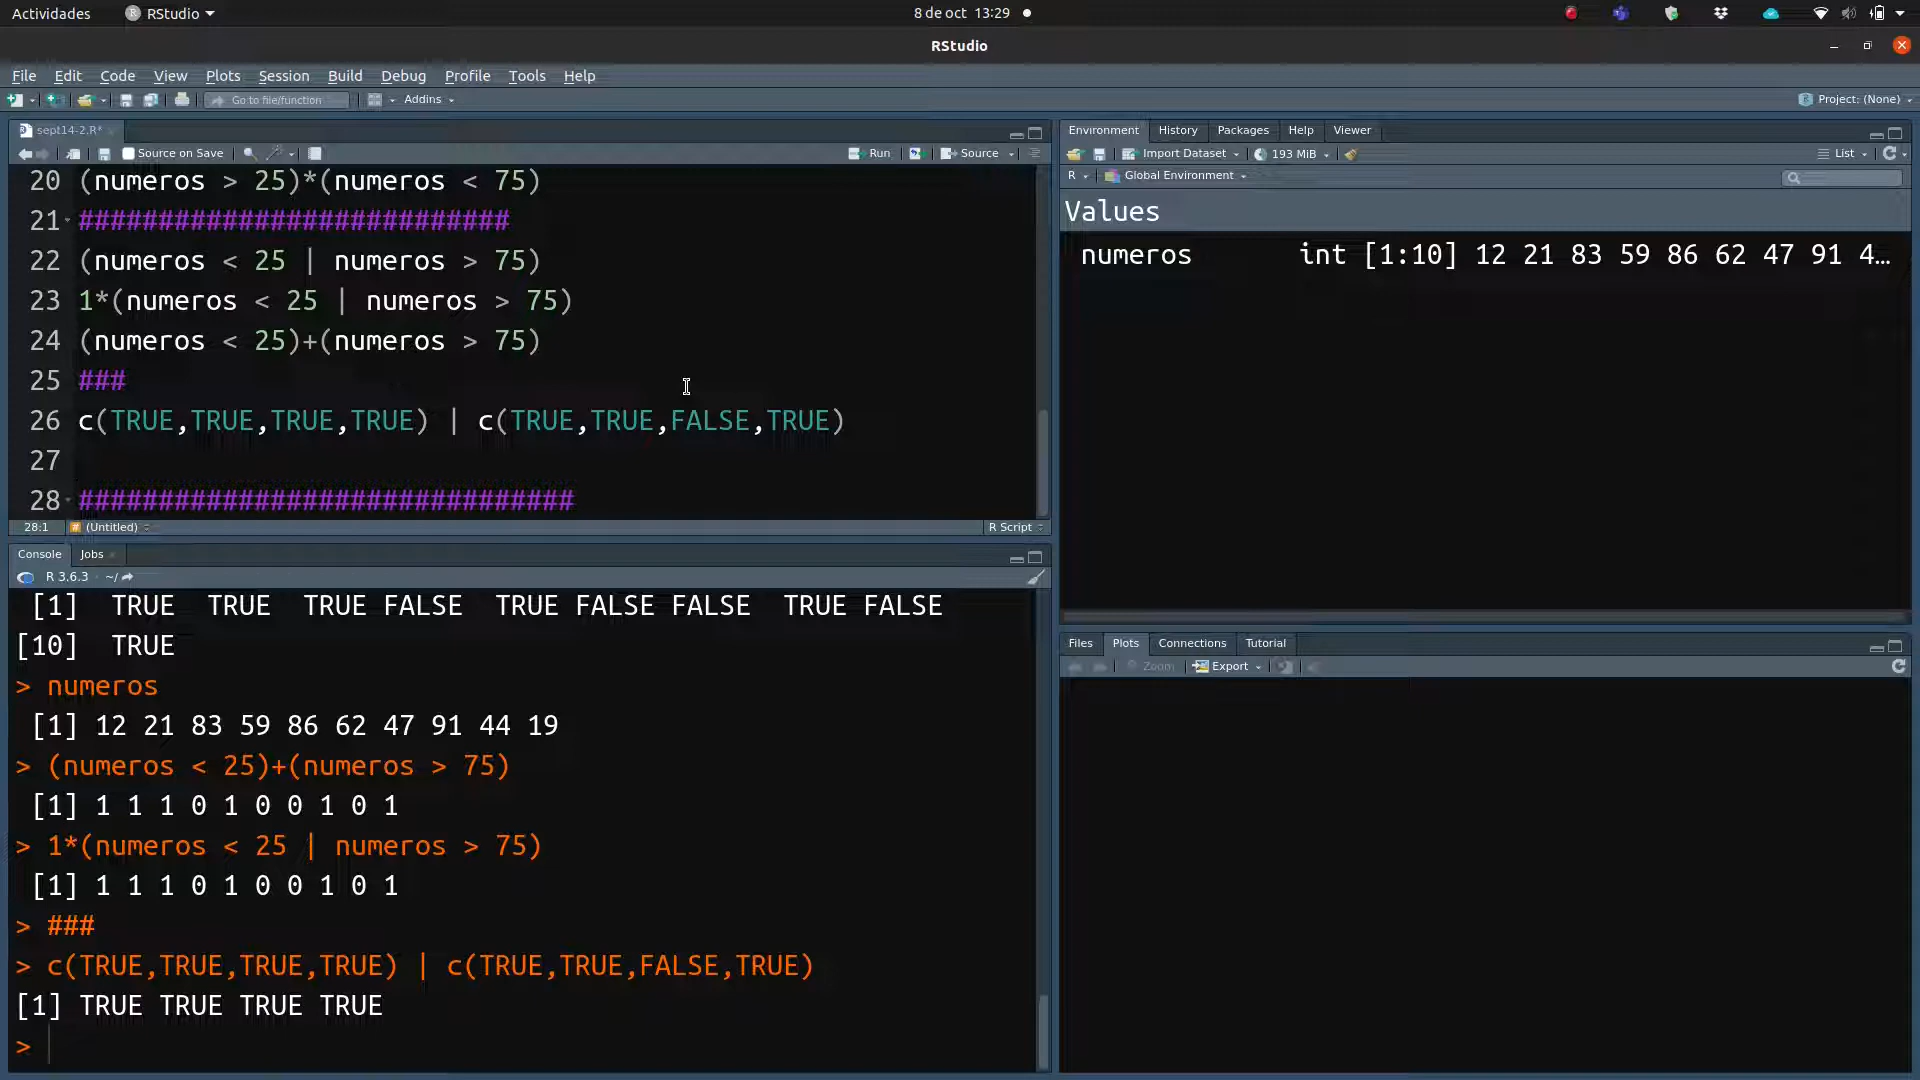 Actividades RStudio 8 de oct 13:29
RStudio
File Edit Code View Plots Session Build Debug Profile Tools Help
Go to file/function Addins Project: (None)
sept14-2.R*
Source on Save Run Source
20 (numeros > 25)*(numeros < 75)
21 ###########################
22 (numeros < 25 | numeros > 75)
23 1*(numeros < 25 | numeros > 75)
24 (numeros < 25)+(numeros > 75)
25 ###
26 c(TRUE,TRUE,TRUE,TRUE) | c(TRUE,TRUE,FALSE,TRUE)
27
28 ###############################
28:1 (Untitled) R Script
Console Jobs
R 3.6.3 · ~/
[1] TRUE TRUE TRUE FALSE TRUE FALSE FALSE TRUE FALSE
[10] TRUE
> numeros
[1] 12 21 83 59 86 62 47 91 44 19
> (numeros < 25)+(numeros > 75)
[1] 1 1 1 0 1 0 0 1 0 1
> 1*(numeros < 25 | numeros > 75)
[1] 1 1 1 0 1 0 0 1 0 1
> ###
> c(TRUE,TRUE,TRUE,TRUE) | c(TRUE,TRUE,FALSE,TRUE)
[1] TRUE TRUE TRUE TRUE
>
Environment History Packages Help Viewer
Import Dataset 193 MiB List
R Global Environment
Values
numeros int [1:10] 12 21 83 59 86 62 47 91 4…
Files Plots Connections Tutorial
Zoom Export